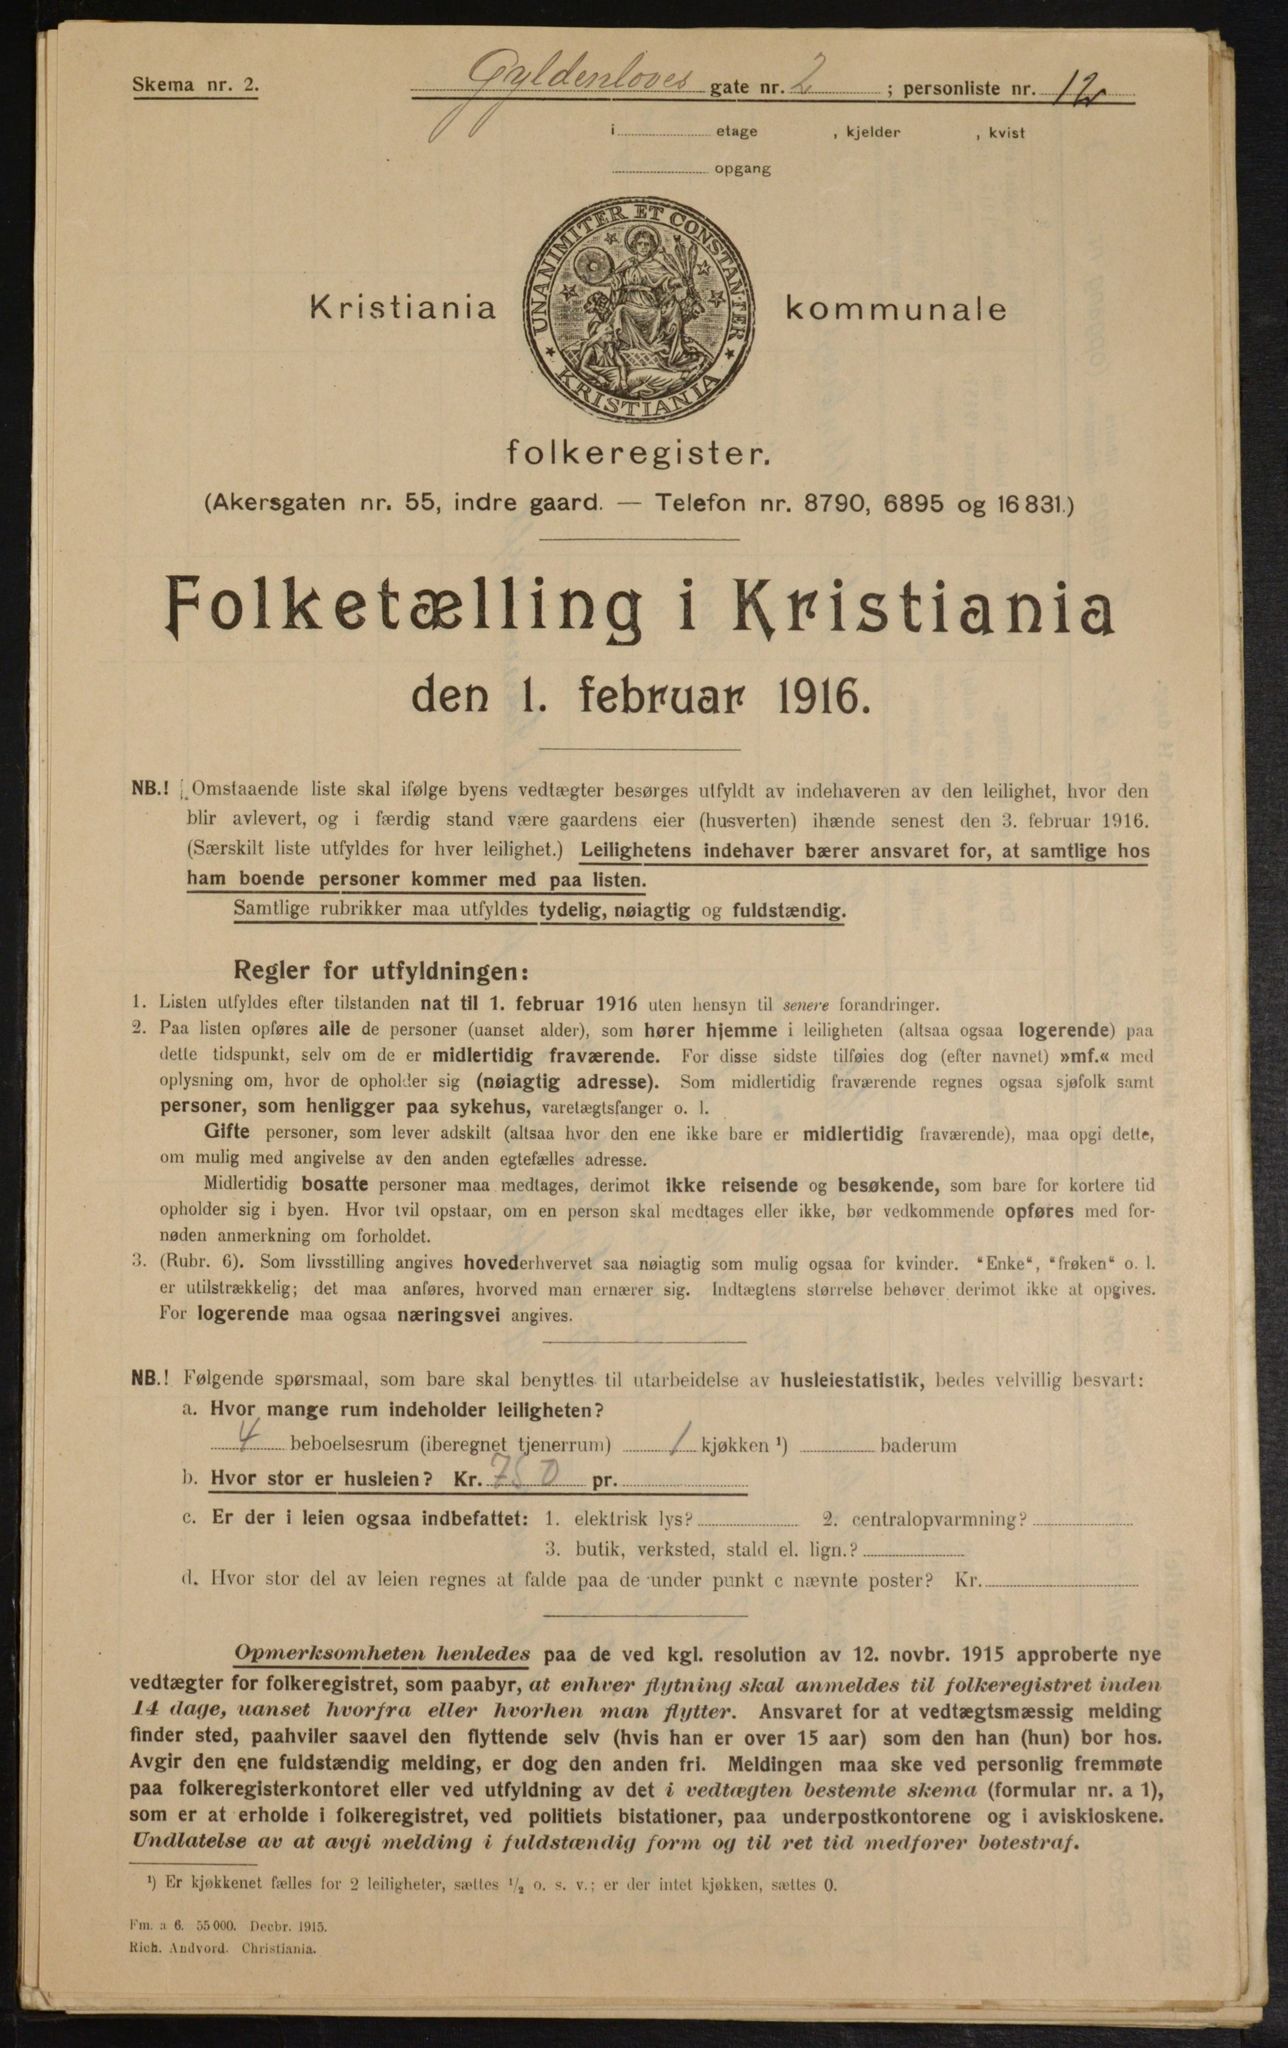 Skema nr. 2.
Gyldenloves gate nr. 2 ; personliste nr. 12
i etage , kjelder , kvist
opgang
UNANIMITER ET CONSTANTER
KRISTIANIA
Kristiania kommunale
folkeregister.
(Akersgaten nr. 55, indre gaard. — Telefon nr. 8790, 6895 og 16 831.)
Folketælling i Kristiania
den 1. februar 1916.
NB.! Omstaaende liste skal ifølge byens vedtægter besørges utfyldt av indehaveren av den leilighet, hvor den
blir avlevert, og i færdig stand være gaardens eier (husverten) ihænde senest den 3. februar 1916.
(Særskilt liste utfyldes for hver leilighet.) Leilighetens indehaver bærer ansvaret for, at samtlige hos
ham boende personer kommer med paa listen.
Samtlige rubrikker maa utfyldes tydelig, nøiagtig og fuldstændig.
Regler for utfyldningen:
1. Listen utfyldes efter tilstanden nat til 1. februar 1916 uten hensyn til senere forandringer.
2. Paa listen opføres alle de personer (uanset alder), som hører hjemme i leiligheten (altsaa ogsaa logerende) paa
dette tidspunkt, selv om de er midlertidig fraværende. For disse sidste tilføies dog (efter navnet) »mf.« med
oplysning om, hvor de opholder sig (nøiagtig adresse). Som midlertidig fraværende regnes ogsaa sjøfolk samt
personer, som henligger paa sykehus, varetægtsfanger o. l.
Gifte personer, som lever adskilt (altsaa hvor den ene ikke bare er midlertidig fraværende), maa opgi dette,
om mulig med angivelse av den anden egtefælles adresse.
Midlertidig bosatte personer maa medtages, derimot ikke reisende og besøkende, som bare for kortere tid
opholder sig i byen. Hvor tvil opstaar, om en person skal medtages eller ikke, bør vedkommende opføres med for-
nøden anmerkning om forholdet.
3. (Rubr. 6). Som livsstilling angives hovederhvervet saa nøiagtig som mulig ogsaa for kvinder. "Enke", "frøken" o. l.
er utilstrækkelig; det maa anføres, hvorved man ernærer sig. Indtægtens størrelse behøver derimot ikke at opgives.
For logerende maa ogsaa næringsvei angives.
NB.! Følgende spørsmaal, som bare skal benyttes til utarbeidelse av husleiestatistik, bedes velvillig besvart:
a. Hvor mange rum indeholder leiligheten?
4 beboelsesrum (iberegnet tjenerrum) 1 kjøkken ¹) baderum
b. Hvor stor er husleien? Kr. 750 pr.
c. Er der i leien ogsaa indbefattet: 1. elektrisk lys? 2. centralopvarmning?
3. butik, verksted, stald el. lign.?
d. Hvor stor del av leien regnes at falde paa de under punkt c nævnte poster? Kr.
Opmerksomheten henledes paa de ved kgl. resolution av 12. novbr. 1915 approberte nye
vedtægter for folkeregistret, som paabyr, at enhver flytning skal anmeldes til folkeregistret inden
14 dage, uanset hvorfra eller hvorhen man flytter. Ansvaret for at vedtægtsmæssig melding
finder sted, paahviler saavel den flyttende selv (hvis han er over 15 aar) som den han (hun) bor hos.
Avgir den ene fuldstændig melding, er dog den anden fri. Meldingen maa ske ved personlig fremmøte
paa folkeregisterkontoret eller ved utfyldning av det i vedtægten bestemte skema (formular nr. a 1),
som er at erholde i folkeregistret, ved politiets bistationer, paa underpostkontorene og i aviskioskene.
Undlatelse av at avgi melding i fuldstændig form og til ret tid medfører bøtestraf.
¹) Er kjøkkenet fælles for 2 leiligheter, sættes ¹/₂ o. s. v.; er der intet kjøkken, sættes 0.
Fm. a 6. 55 000. Decbr. 1915.
Rich. Andvord. Christiania.